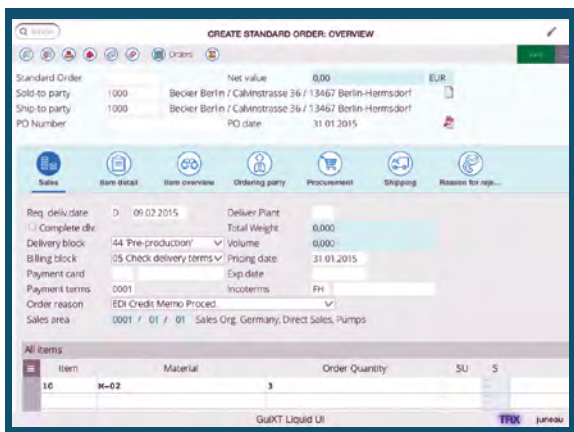 CREATE STANDARD ORDER: OVERVIEW
Orders
Standard Order Net value 0,00 EUR
Sold-to party 1000 Becker Berlin / Calvinstrasse 36 / 13467 Berlin-Hermsdorf
Ship-to party 1000 Becker Berlin / Calvinstrasse 36 / 13467 Berlin-Hermsdorf
PO Number PO date 31.01.2015
Sales Item detail Item overview Ordering party Procurement Shipping Reason for reje...
Req. deliv.date D 09.02.2015 Deliver Plant
Complete dlv. Total Weight 0,000
Delivery block 44 'Pre-production' Volume 0,000
Billing block 05 Check delivery terms Pricing date 31.01.2015
Payment card Exp.date
Payment terms 0001 Incoterms FH
Order reason EDI Credit Memo Proced.
Sales area 0001 / 01 / 01 Sales Org. Germany, Direct Sales, Pumps
All items
Item Material Order Quantity SU S
10 M-02 3
GuiXT Liquid UI TRX juneau